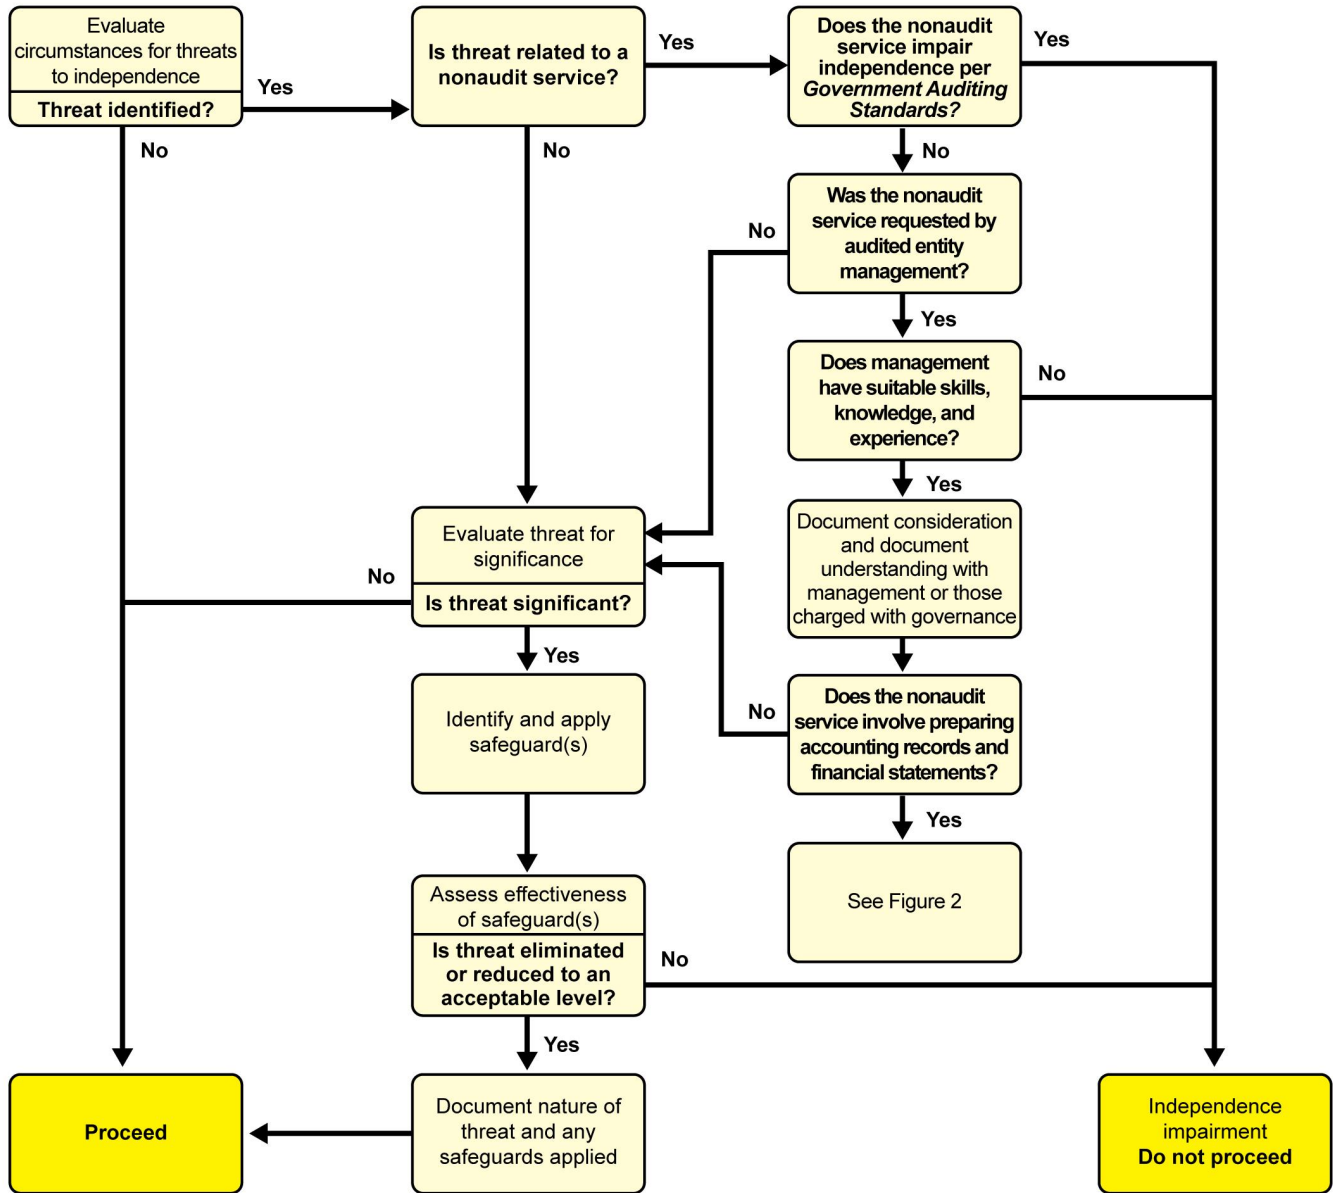 Evaluate
circumstances for threats
to independence
Threat identified?
Yes
No
Is threat related to a
nonaudit service?
Yes
No
Does the nonaudit
service impair
independence per
Government Auditing
Standards?
Yes
No
Was the nonaudit
service requested by
audited entity
management?
No
Yes
Does management
have suitable skills,
knowledge, and
experience?
No
Yes
Document consideration
and document
understanding with
management or those
charged with governance
Does the nonaudit
service involve preparing
accounting records and
financial statements?
No
Yes
See Figure 2
Evaluate threat for
significance
Is threat significant?
No
Yes
Identify and apply
safeguard(s)
Assess effectiveness
of safeguard(s)
Is threat eliminated
or reduced to an
acceptable level?
No
Yes
Document nature of
threat and any
safeguards applied
Proceed
Independence
impairment
Do not proceed